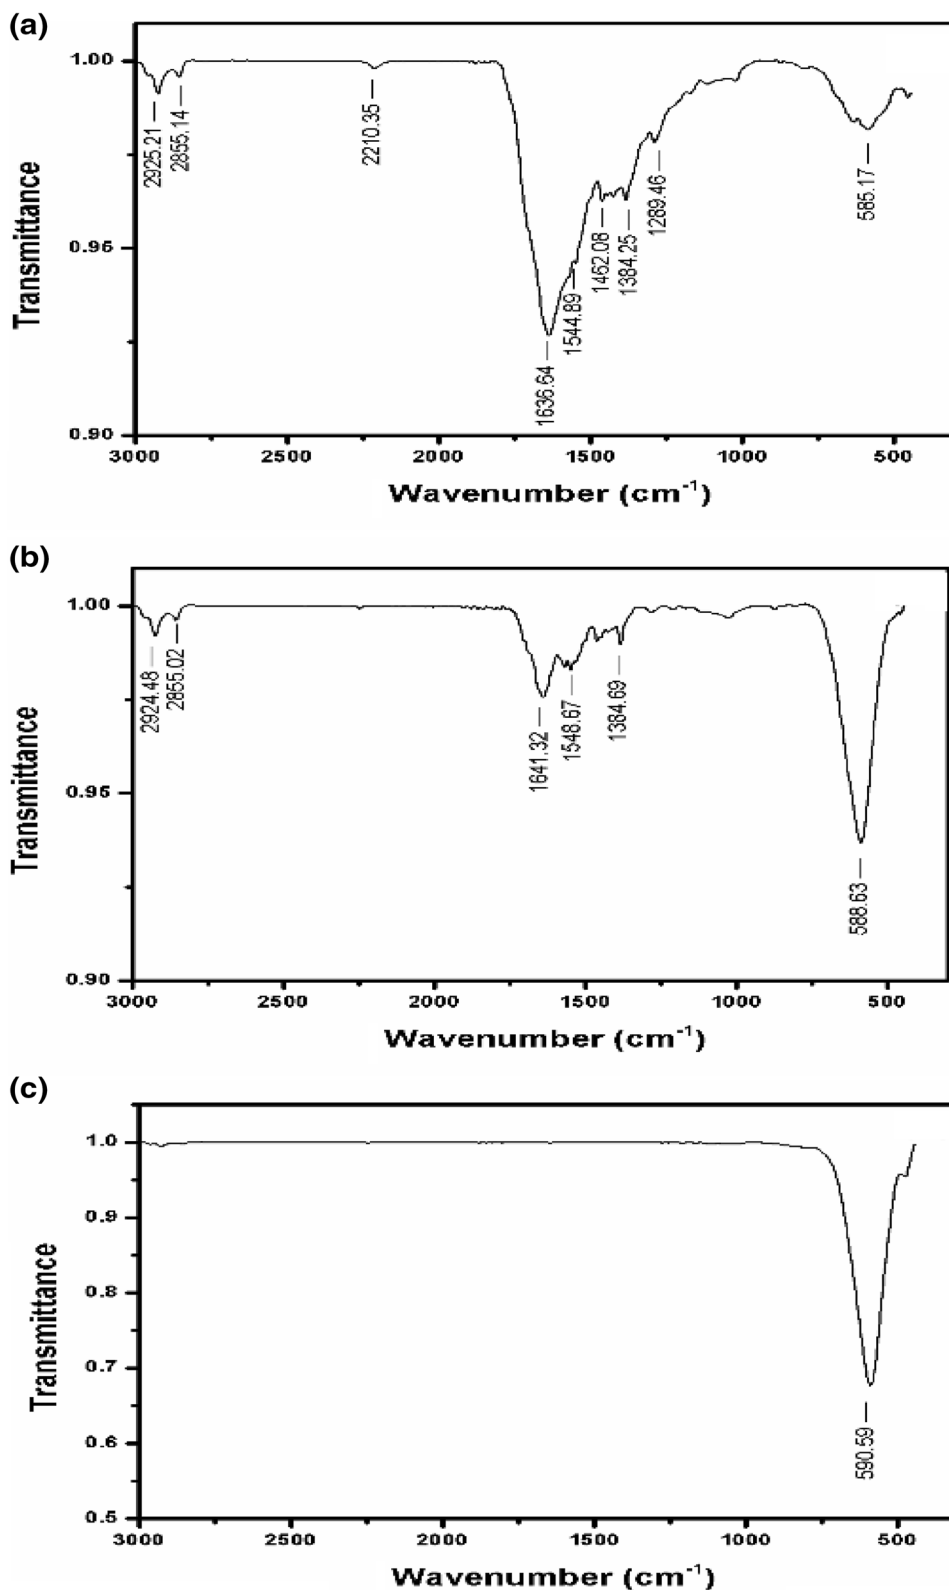 (a)
1.00
0.95
0.90
Transmittance
2925.21
2855.14
2210.35
1636.64
1544.89
1462.08
1384.25
1289.46
585.17
3000 2500 2000 1500 1000 500
Wavenumber (cm⁻¹)
(b)
1.00
0.95
0.90
Transmittance
2924.48
2855.02
1641.32
1548.67
1384.69
588.63
3000 2500 2000 1500 1000 500
Wavenumber (cm⁻¹)
(c)
1.0
0.9
0.8
0.7
0.6
0.5
Transmittance
590.59
3000 2500 2000 1500 1000 500
Wavenumber (cm⁻¹)